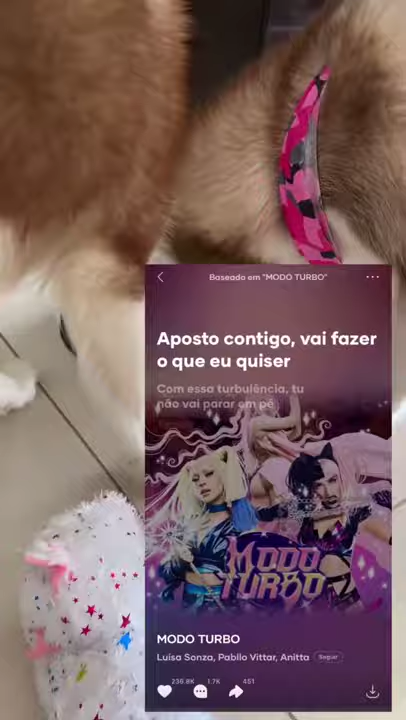 Baseado em "MODO TURBO"
Aposto contigo, vai fazer
o que eu quiser
Com essa turbulência, tu
não vai parar em pé
MODO
TURBO
MODO TURBO
Luísa Sonza, Pabllo Vittar, Anitta Seguir
236.8K 1.7K 451